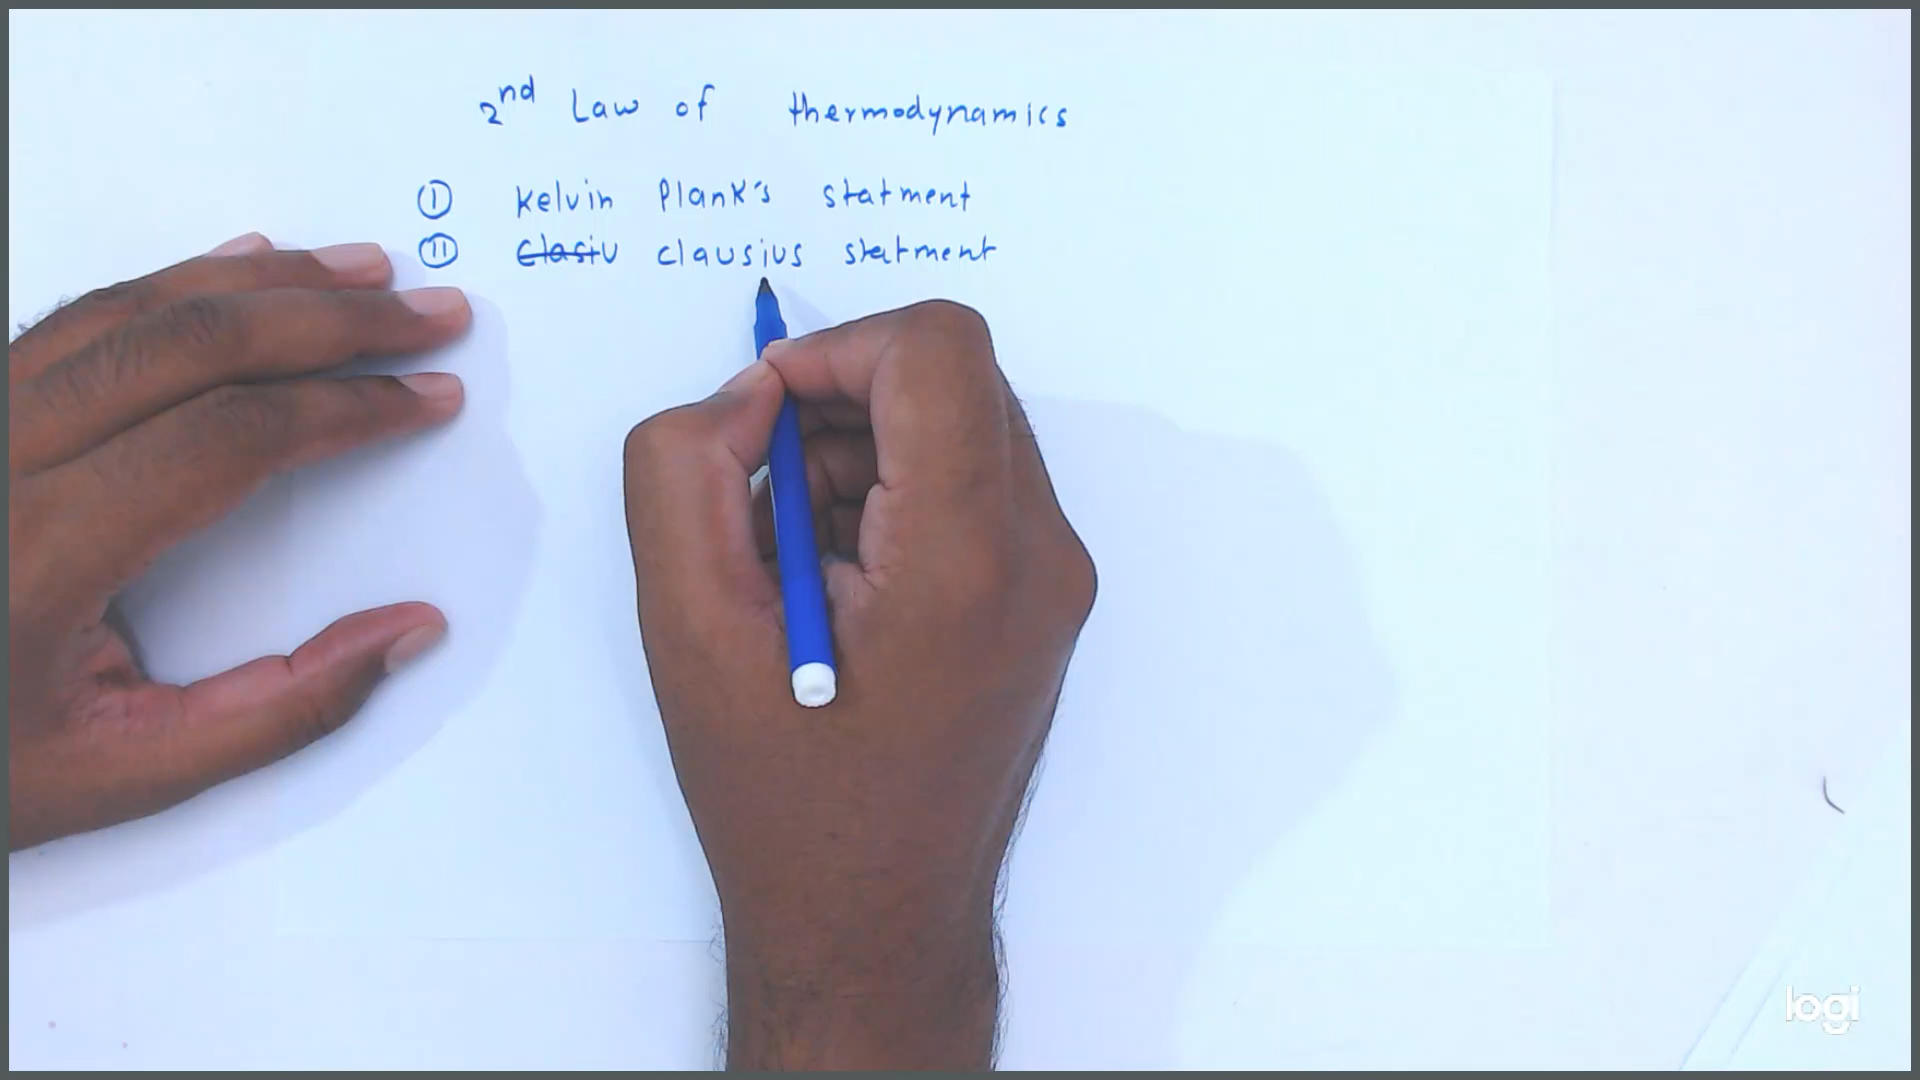 2nd Law of thermodynamics
I Kelvin Plank's statment
II Clasiu clausius statment
logi